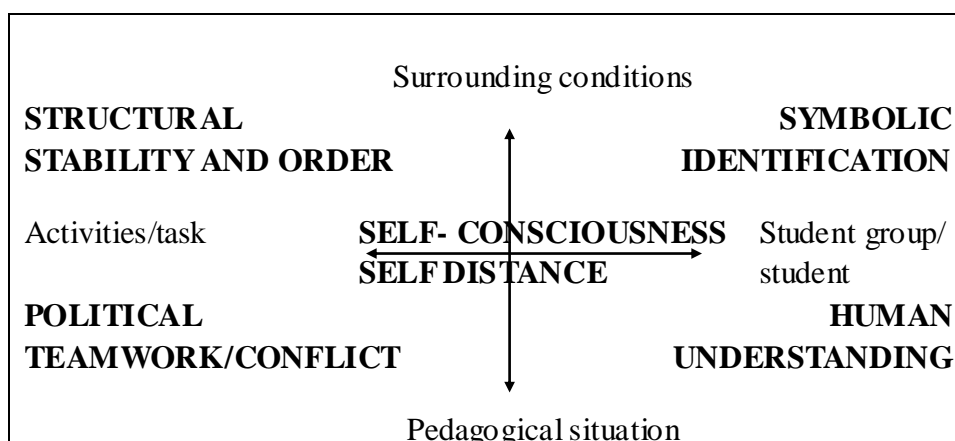 Surrounding conditions
STRUCTURAL SYMBOLIC
STABILITY AND ORDER IDENTIFICATION
Activities/task SELF- CONSCIOUSNESS Student group/
SELF DISTANCE student
POLITICAL HUMAN
TEAMWORK/CONFLICT UNDERSTANDING
Pedagogical situation